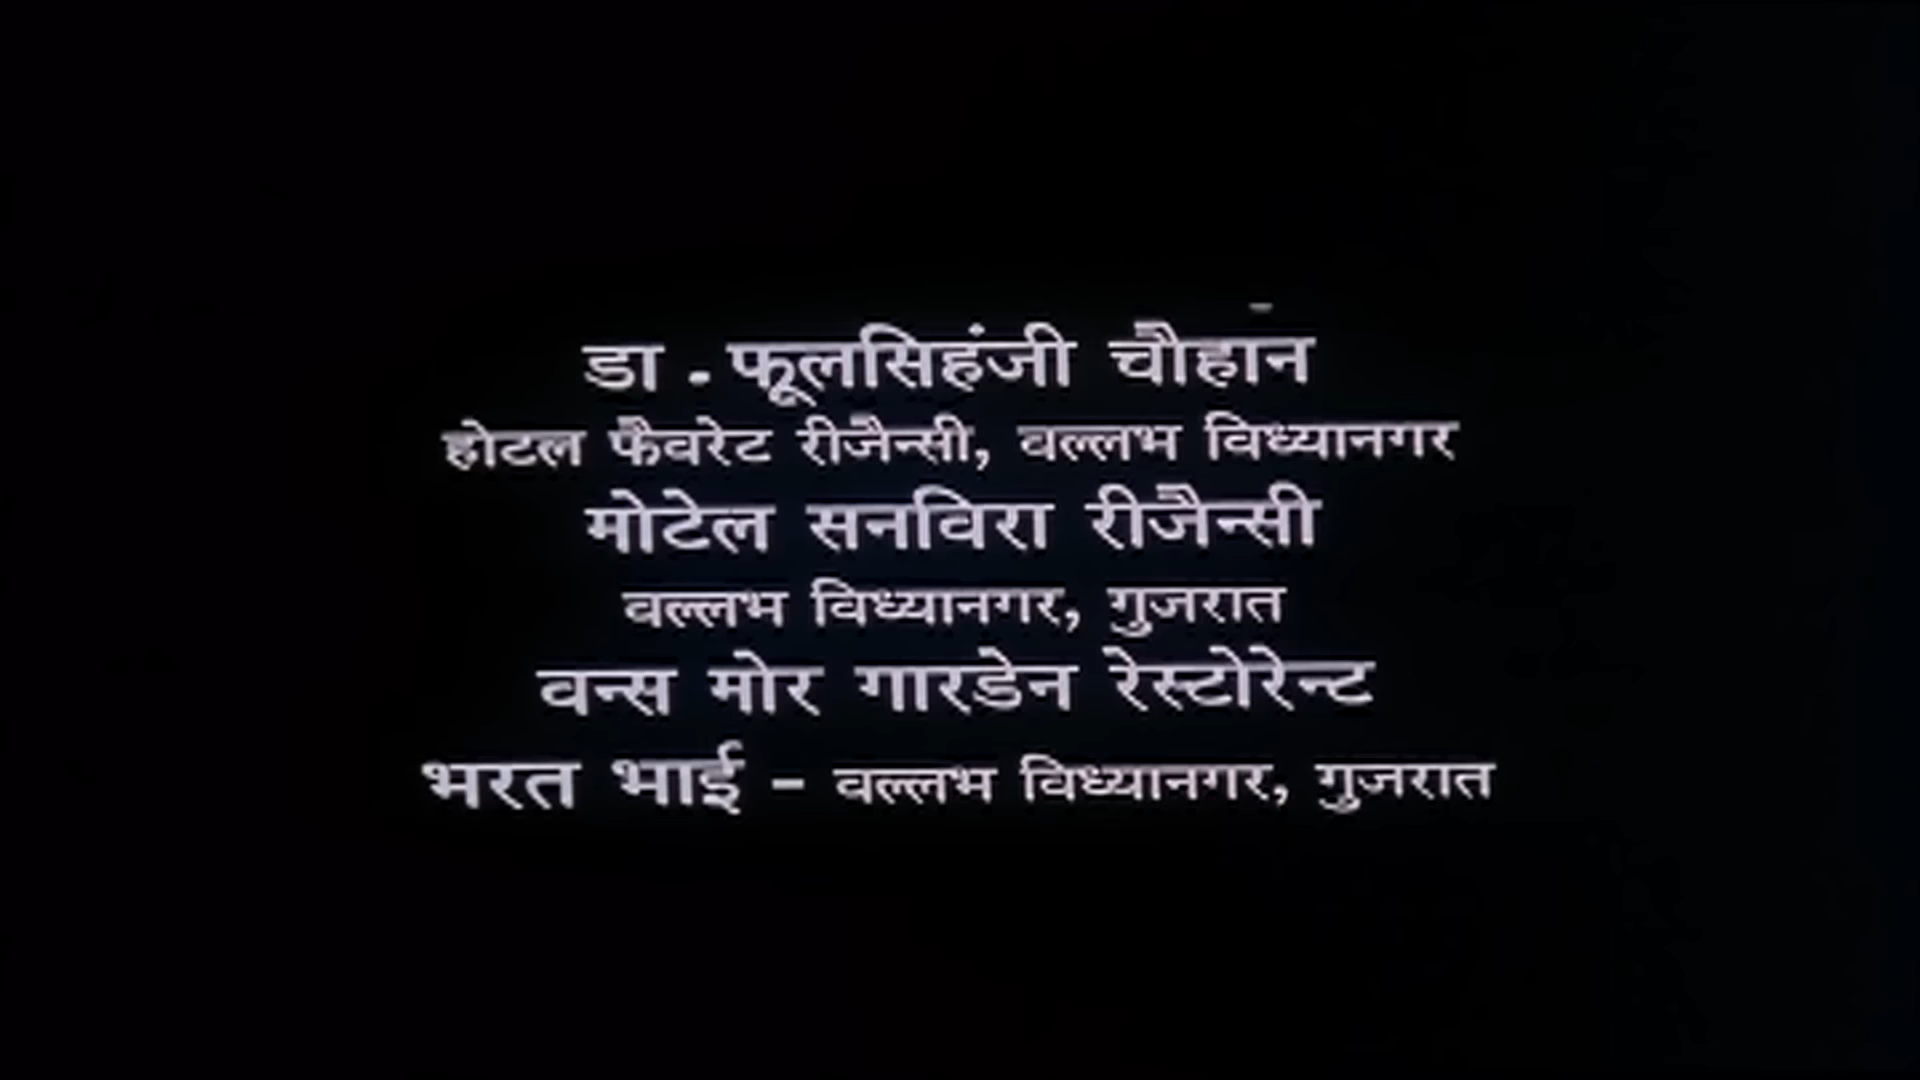 डा . फूलसिहंजी चौहान
होटल फैवरेट रीजैन्सी, वल्लभ विध्यानगर
मोटेल सनविरा रीजैन्सी
वल्लभ विध्यानगर, गुजरात
वन्स मोर गारडेन रेस्टोरेन्ट
भरत भाई - वल्लभ विध्यानगर, गुजरात